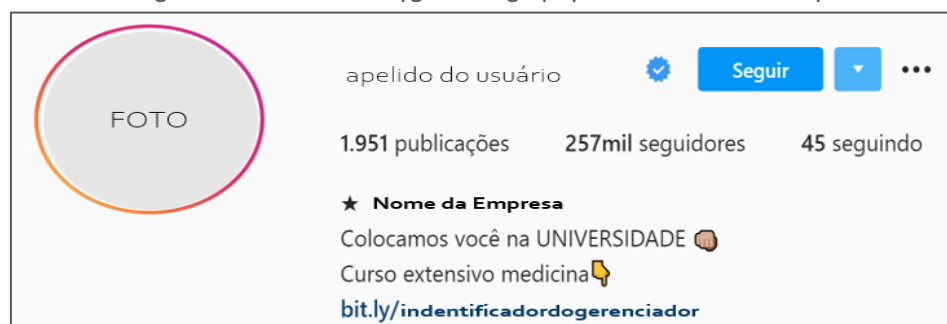 apelido do usuário Seguir
FOTO
1.951 publicações 257mil seguidores 45 seguindo
★ Nome da Empresa
Colocamos você na UNIVERSIDADE 👊🏽
Curso extensivo medicina👇
bit.ly/indentificadordogerenciador